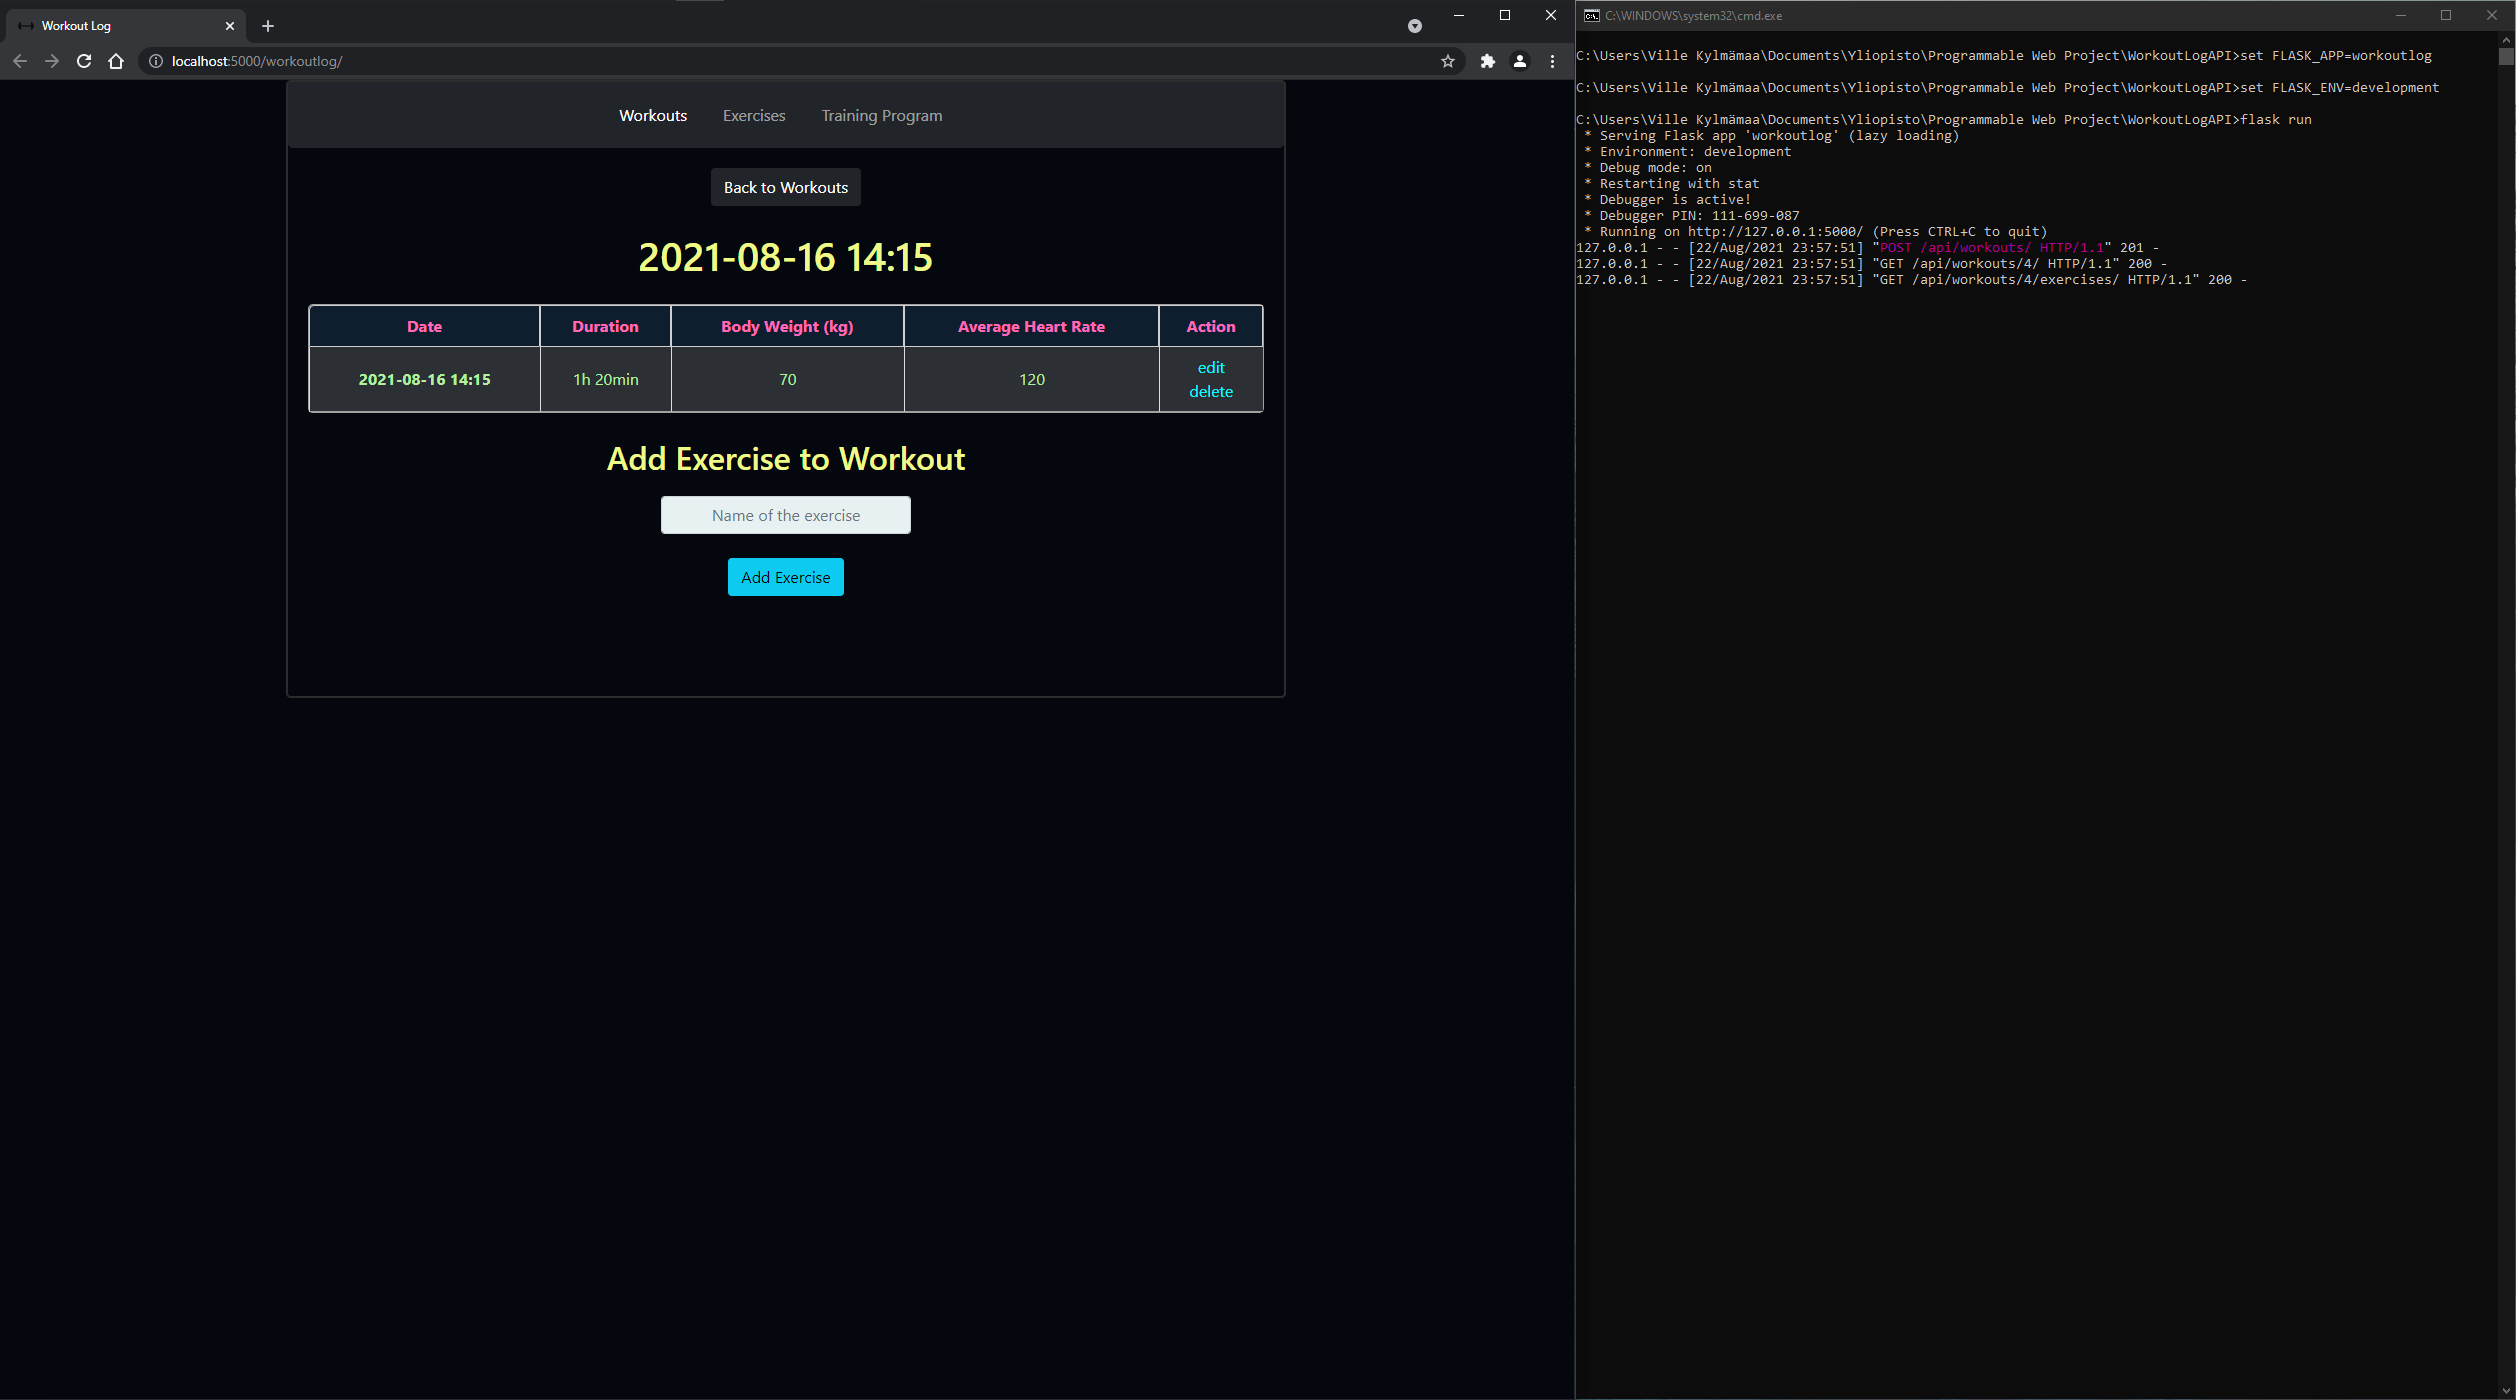 Workout Log
localhost:5000/workoutlog/
Workouts Exercises Training Program
Back to Workouts
2021-08-16 14:15
Date Duration Body Weight (kg) Average Heart Rate Action
2021-08-16 14:15 1h 20min 70 120 edit
delete
Add Exercise to Workout
Name of the exercise
Add Exercise
C:\WINDOWS\system32\cmd.exe
C:\Users\Ville Kylmämaa\Documents\Yliopisto\Programmable Web Project\WorkoutLogAPI>set FLASK_APP=workoutlog
C:\Users\Ville Kylmämaa\Documents\Yliopisto\Programmable Web Project\WorkoutLogAPI>set FLASK_ENV=development
C:\Users\Ville Kylmämaa\Documents\Yliopisto\Programmable Web Project\WorkoutLogAPI>flask run
* Serving Flask app 'workoutlog' (lazy loading)
* Environment: development
* Debug mode: on
* Restarting with stat
* Debugger is active!
* Debugger PIN: 111-699-087
* Running on http://127.0.0.1:5000/ (Press CTRL+C to quit)
127.0.0.1 - - [22/Aug/2021 23:57:51] "POST /api/workouts/ HTTP/1.1" 201 -
127.0.0.1 - - [22/Aug/2021 23:57:51] "GET /api/workouts/4/ HTTP/1.1" 200 -
127.0.0.1 - - [22/Aug/2021 23:57:51] "GET /api/workouts/4/exercises/ HTTP/1.1" 200 -